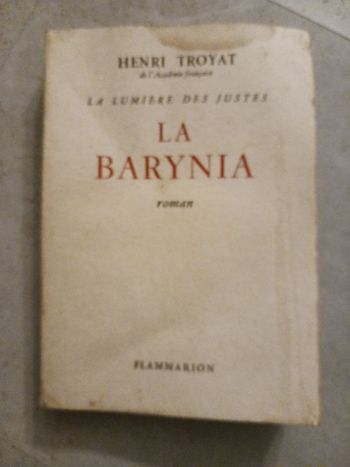 HENRI TROYAT
de l'Académie française
LA LUMIÈRE DES JUSTES
LA
BARYNIA
roman
FLAMMARION